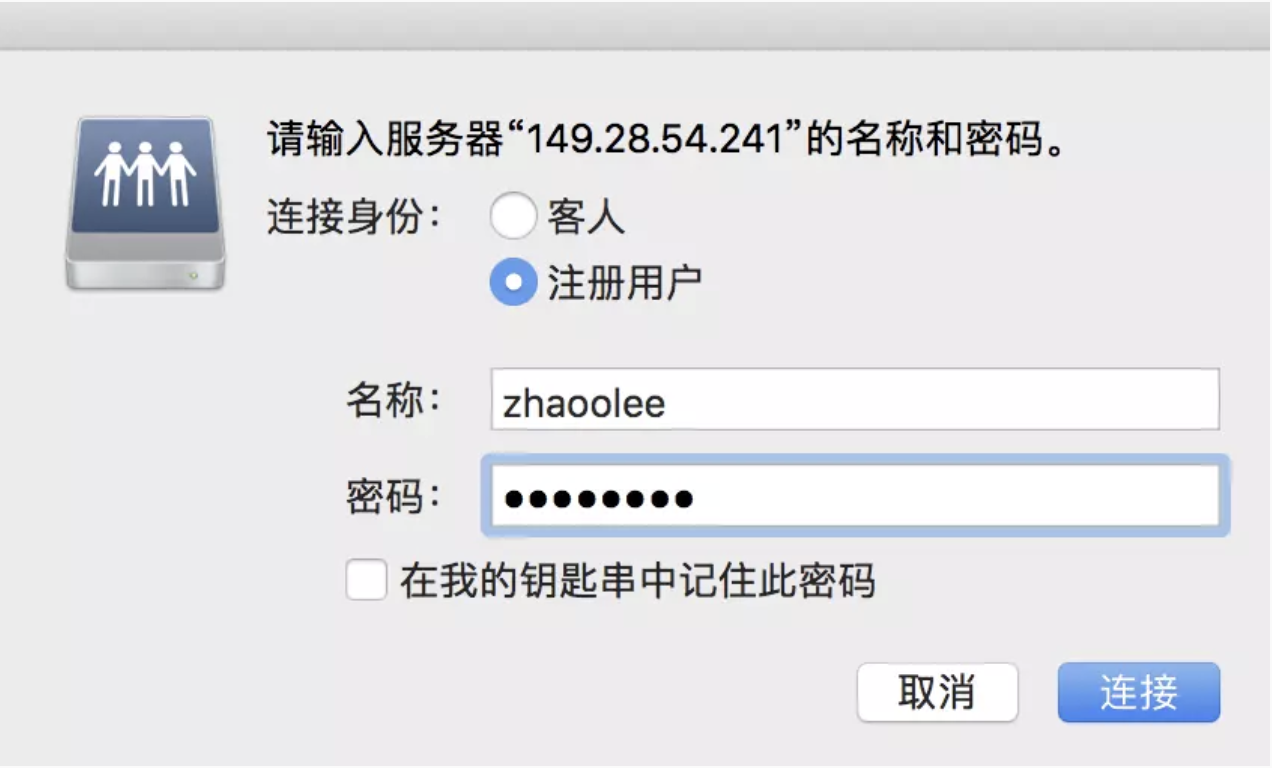 请输入服务器“149.28.54.241”的名称和密码。
连接身份： 客人
注册用户
名称： zhaoolee
密码： ●●●●●●●●
在我的钥匙串中记住此密码
取消 连接